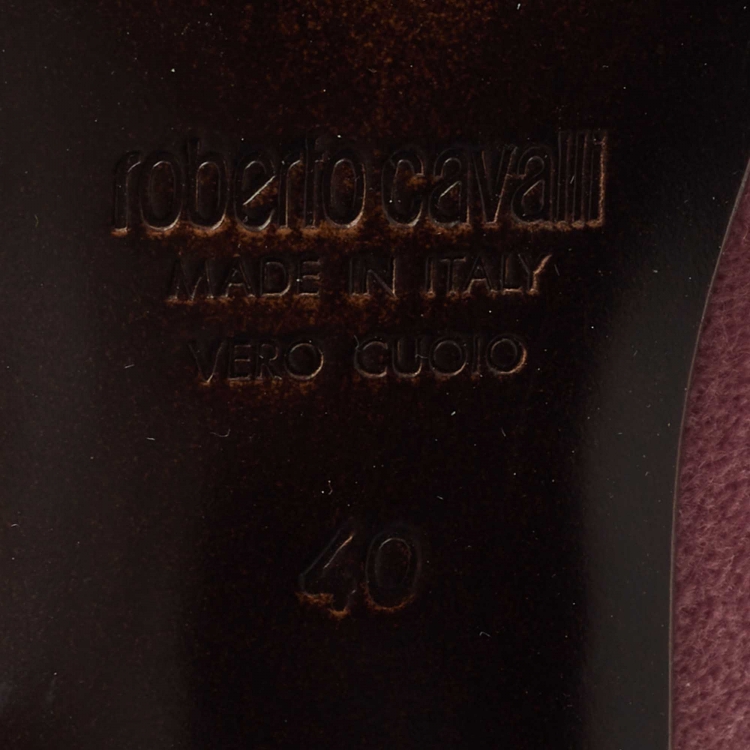 roberto cavalli
MADE IN ITALY
VERO CUOIO
40